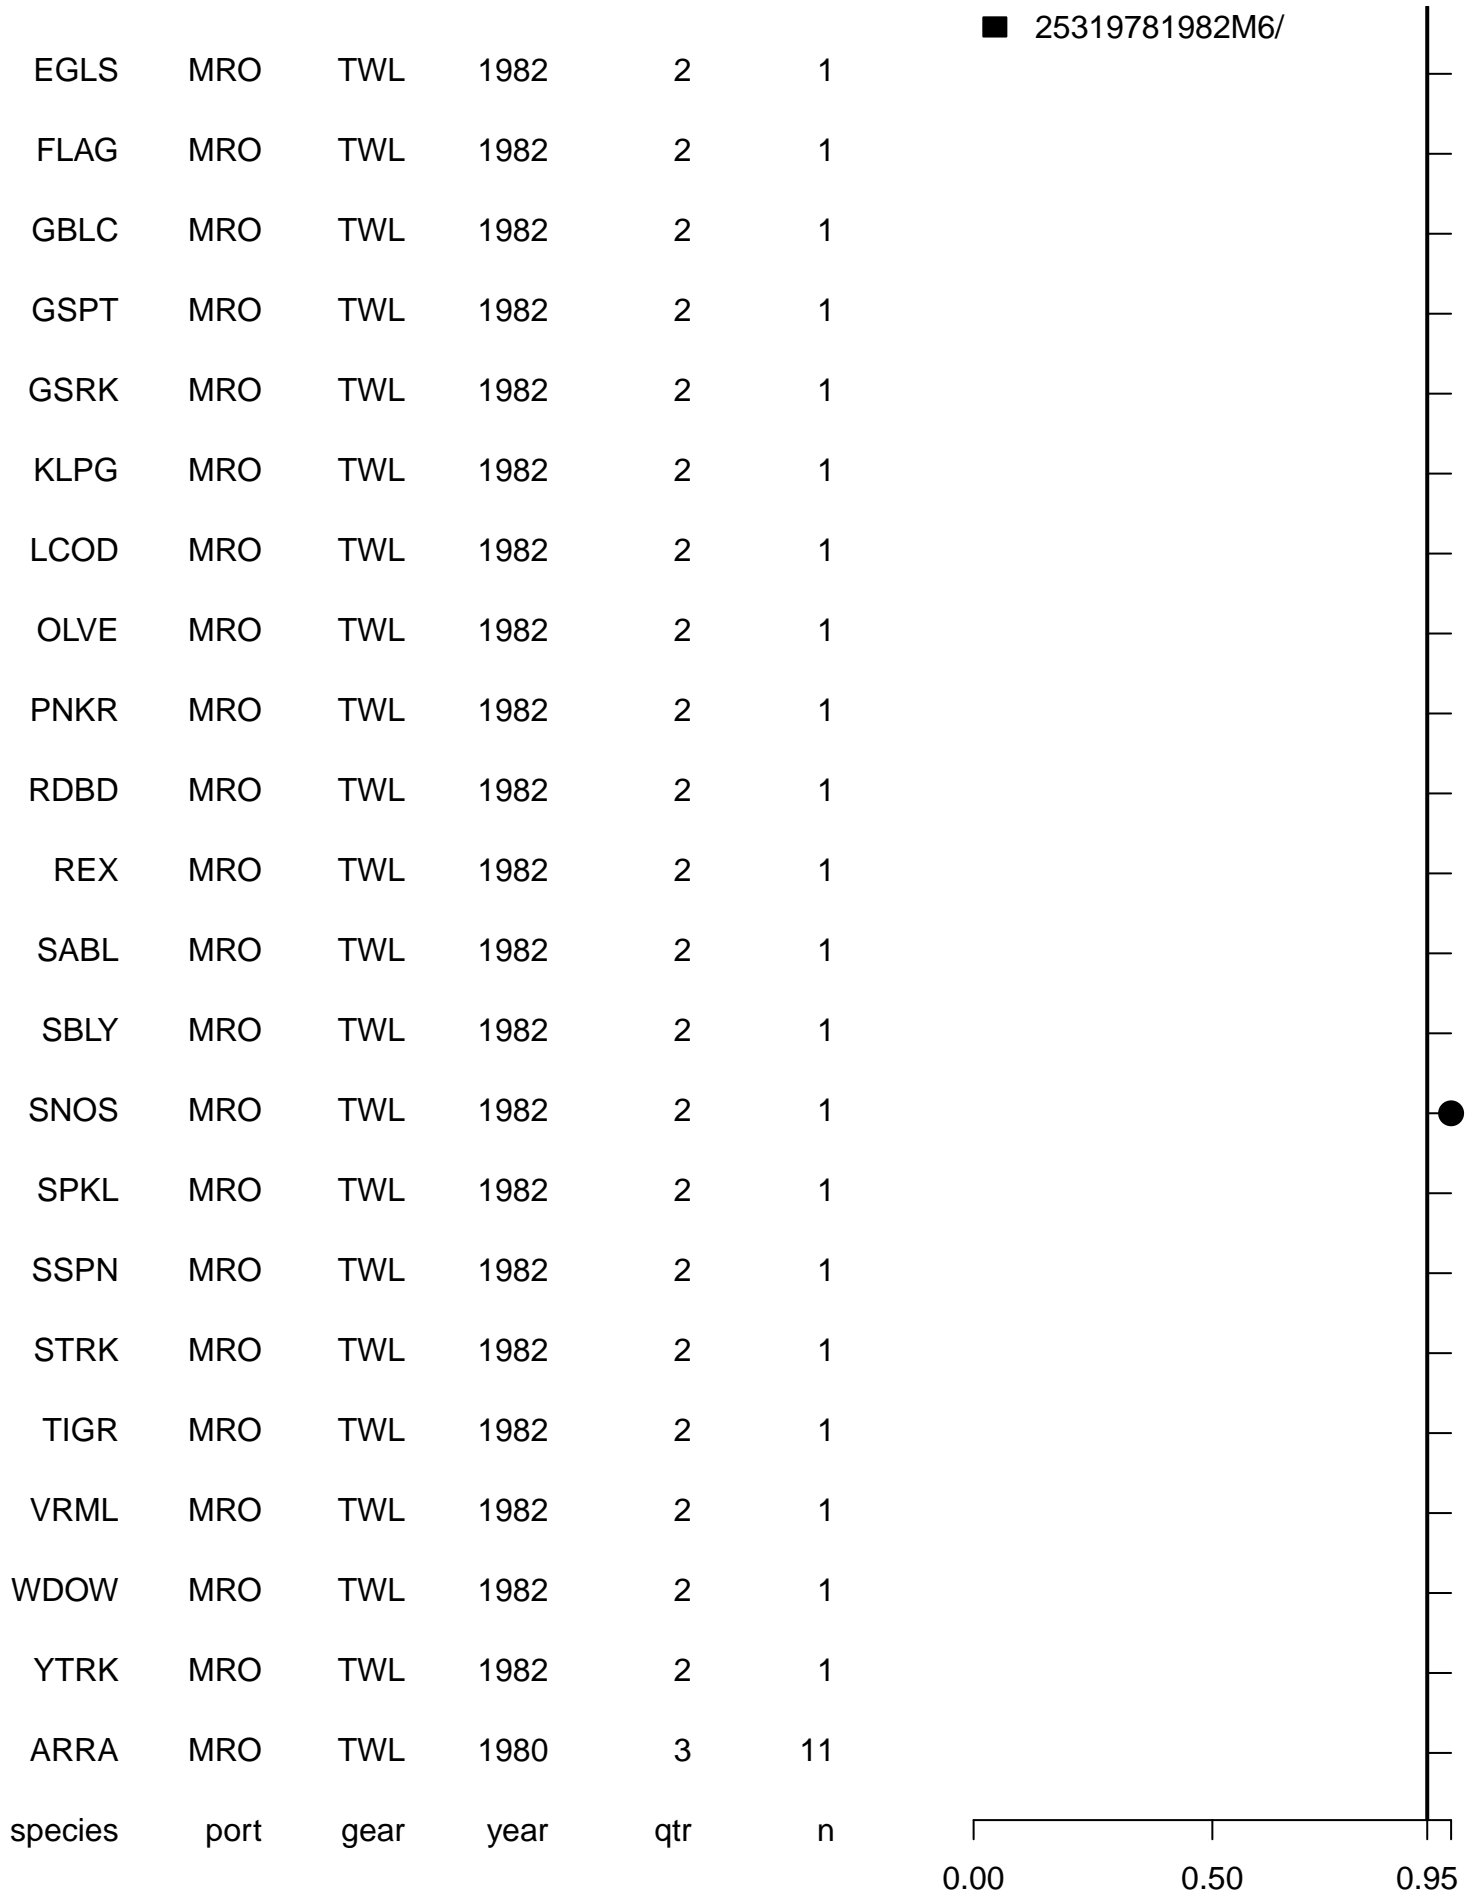 25319781982M6/
EGLS MRO TWL 1982 2 1
FLAG MRO TWL 1982 2 1
GBLC MRO TWL 1982 2 1
GSPT MRO TWL 1982 2 1
GSRK MRO TWL 1982 2 1
KLPG MRO TWL 1982 2 1
LCOD MRO TWL 1982 2 1
OLVE MRO TWL 1982 2 1
PNKR MRO TWL 1982 2 1
RDBD MRO TWL 1982 2 1
REX MRO TWL 1982 2 1
SABL MRO TWL 1982 2 1
SBLY MRO TWL 1982 2 1
SNOS MRO TWL 1982 2 1
SPKL MRO TWL 1982 2 1
SSPN MRO TWL 1982 2 1
STRK MRO TWL 1982 2 1
TIGR MRO TWL 1982 2 1
VRML MRO TWL 1982 2 1
WDOW MRO TWL 1982 2 1
YTRK MRO TWL 1982 2 1
ARRA MRO TWL 1980 3 11
species port gear year qtr n
0.00 0.50 0.95